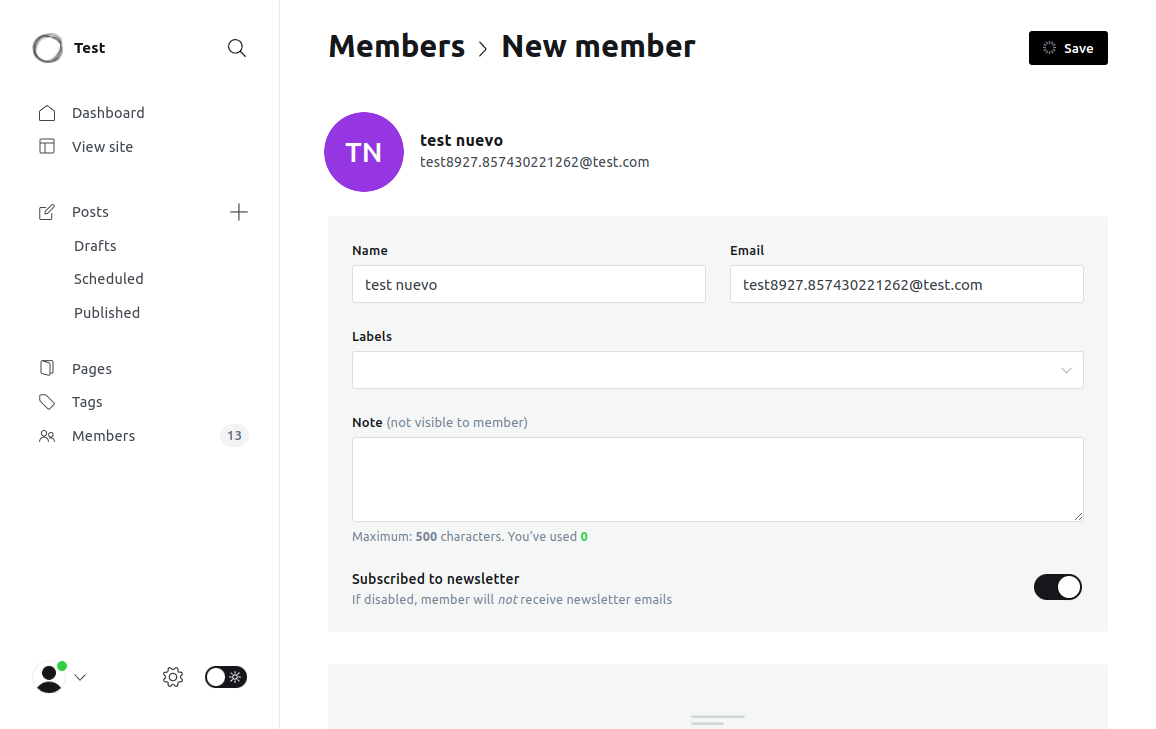 Test
Dashboard
View site
Posts
Drafts
Scheduled
Published
Pages
Tags
Members 13
Members > New member
Save
TN
test nuevo
test8927.857430221262@test.com
Name
test nuevo
Email
test8927.857430221262@test.com
Labels
Note (not visible to member)
Maximum: 500 characters. You've used 0
Subscribed to newsletter
If disabled, member will not receive newsletter emails